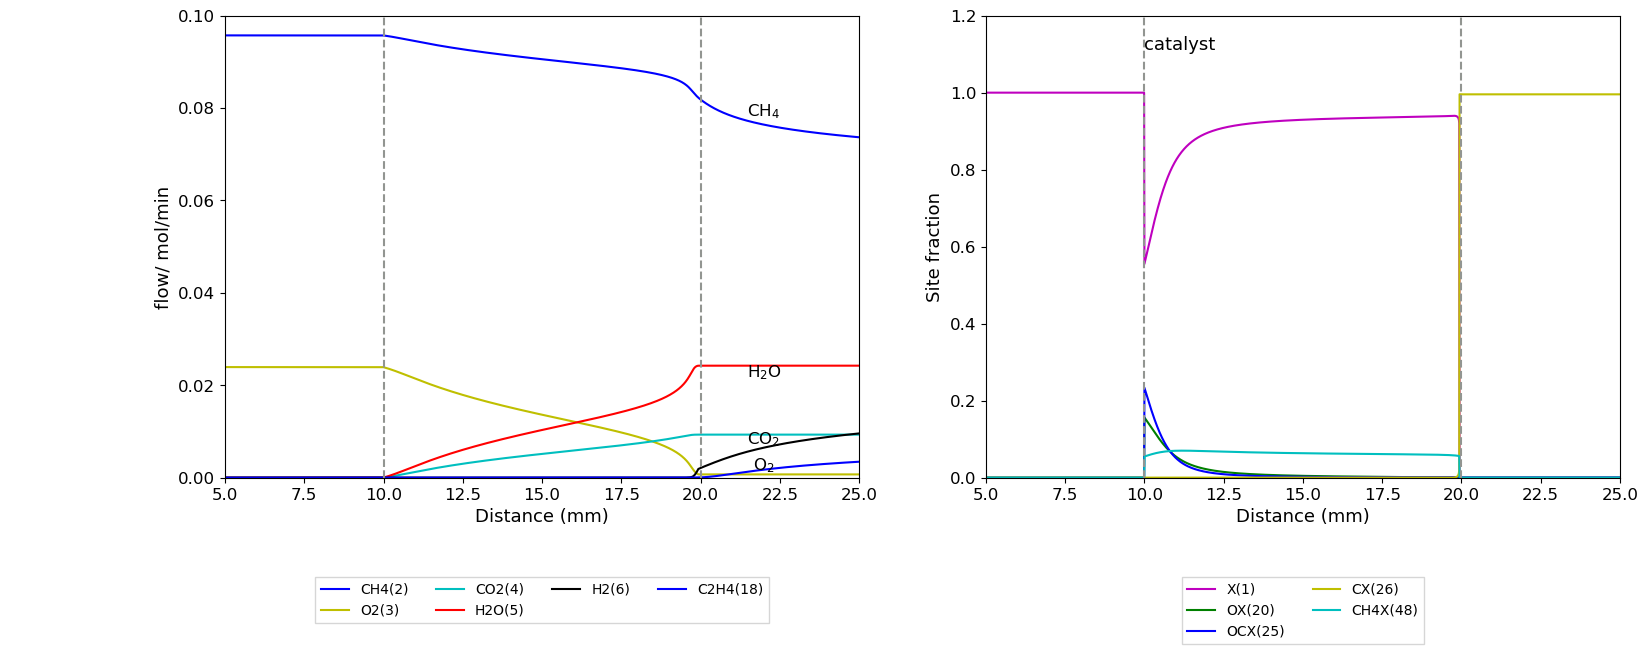 0.10
0.08
0.06
0.04
0.02
0.00
flow/ mol/min
CH4
H2O
CO2
O2
5.0 7.5 10.0 12.5 15.0 17.5 20.0 22.5 25.0
Distance (mm)
CH4(2) CO2(4) H2(6) C2H4(18)
O2(3) H2O(5)
1.2
1.0
0.8
0.6
0.4
0.2
0.0
Site fraction
catalyst
5.0 7.5 10.0 12.5 15.0 17.5 20.0 22.5 25.0
Distance (mm)
X(1) CX(26)
OX(20) CH4X(48)
OCX(25)